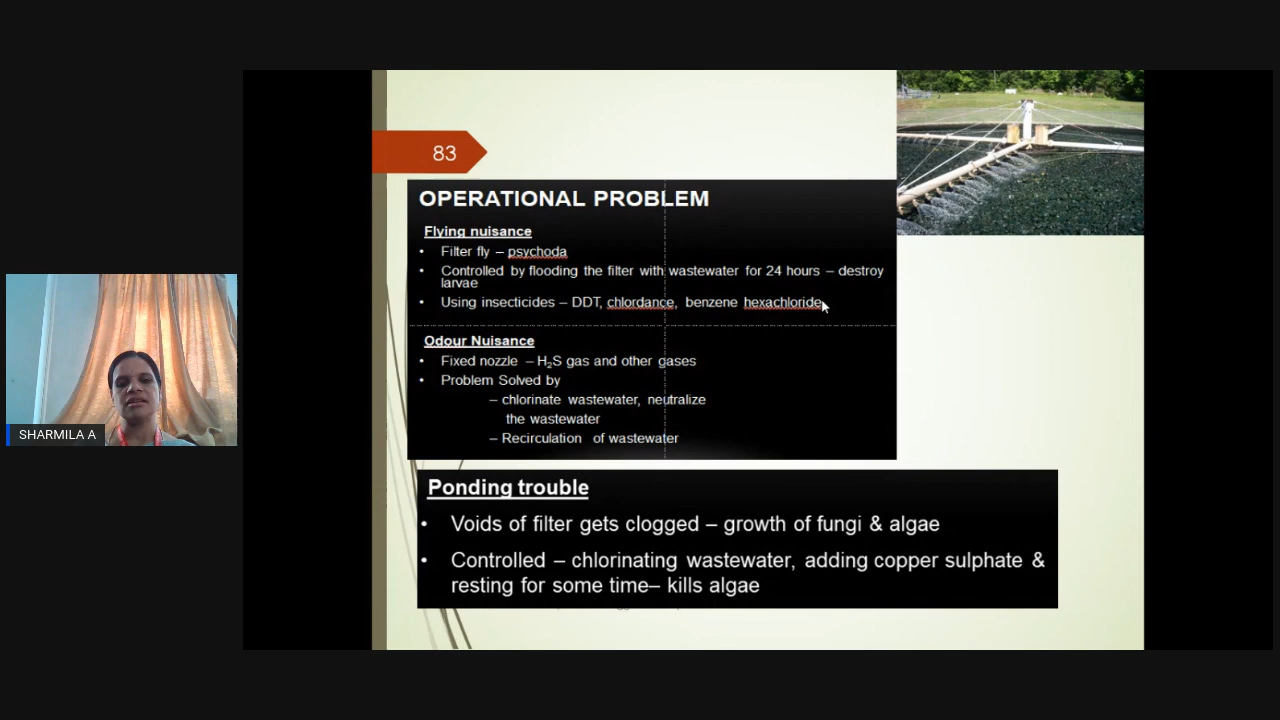 83
OPERATIONAL PROBLEM
Flying nuisance
• Filter fly – psychoda
• Controlled by flooding the filter with wastewater for 24 hours – destroy
larvae
• Using insecticides – DDT, chlordance, benzene hexachloride
Odour Nuisance
• Fixed nozzle – H₂S gas and other gases
• Problem Solved by
– chlorinate wastewater, neutralize
the wastewater
– Recirculation of wastewater
Ponding trouble
• Voids of filter gets clogged – growth of fungi & algae
• Controlled – chlorinating wastewater, adding copper sulphate &
resting for some time– kills algae
SHARMILA A